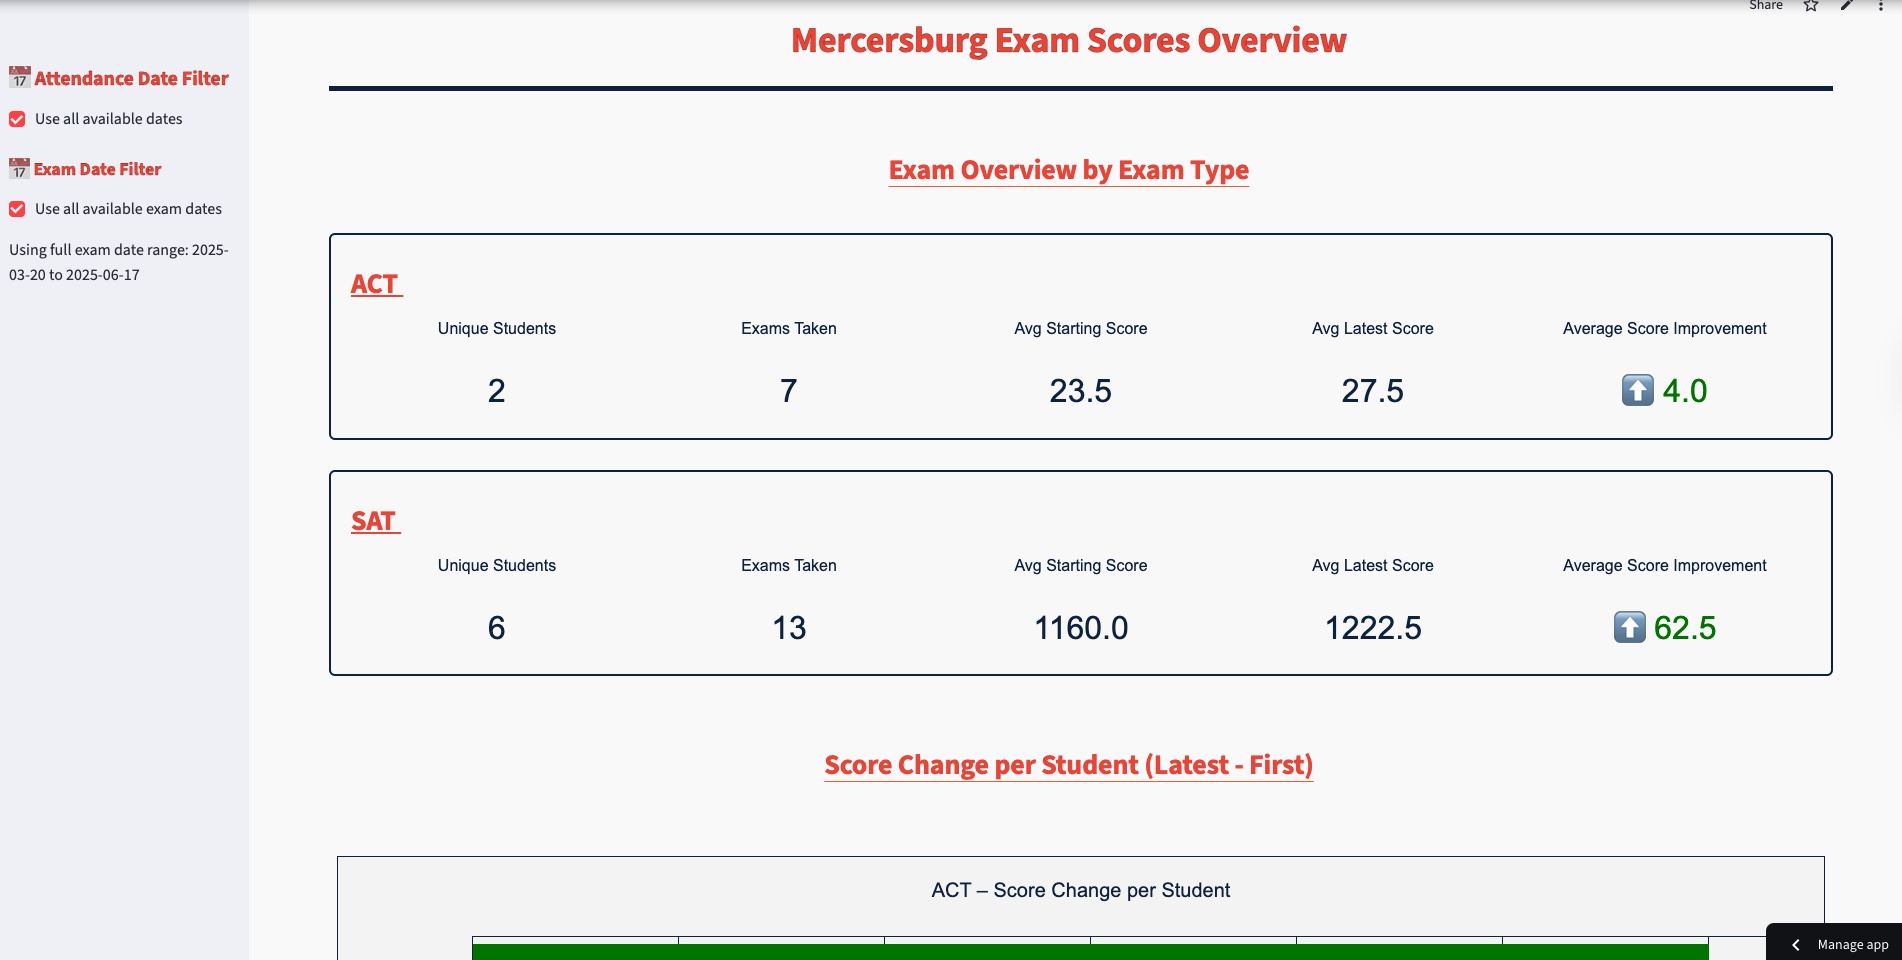 Share
Mercersburg Exam Scores Overview
17 Attendance Date Filter
Use all available dates
17 Exam Date Filter
Use all available exam dates
Using full exam date range: 2025-
03-20 to 2025-06-17
Exam Overview by Exam Type
ACT
Unique Students Exams Taken Avg Starting Score Avg Latest Score Average Score Improvement
2 7 23.5 27.5 4.0
SAT
Unique Students Exams Taken Avg Starting Score Avg Latest Score Average Score Improvement
6 13 1160.0 1222.5 62.5
Score Change per Student (Latest - First)
ACT – Score Change per Student
Manage app